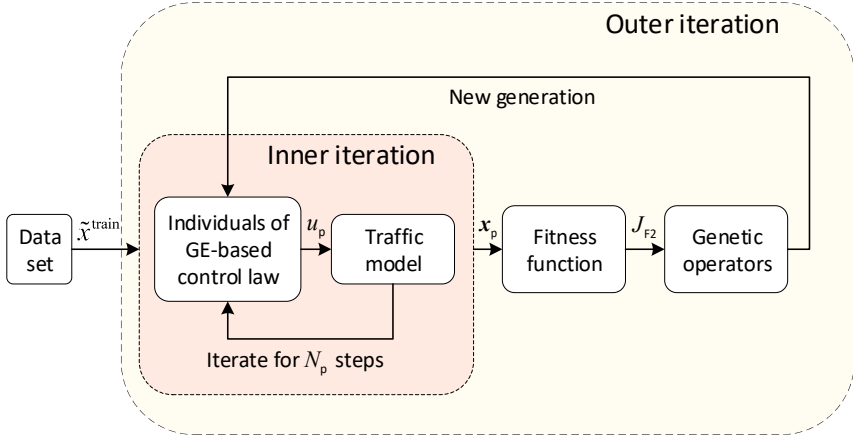 Outer iteration
New generation
Inner iteration
Data
set
x̃^train
Individuals of
GE-based
control law
u_p
Traffic
model
x_p
Fitness
function
J_F2
Genetic
operators
Iterate for N_p steps